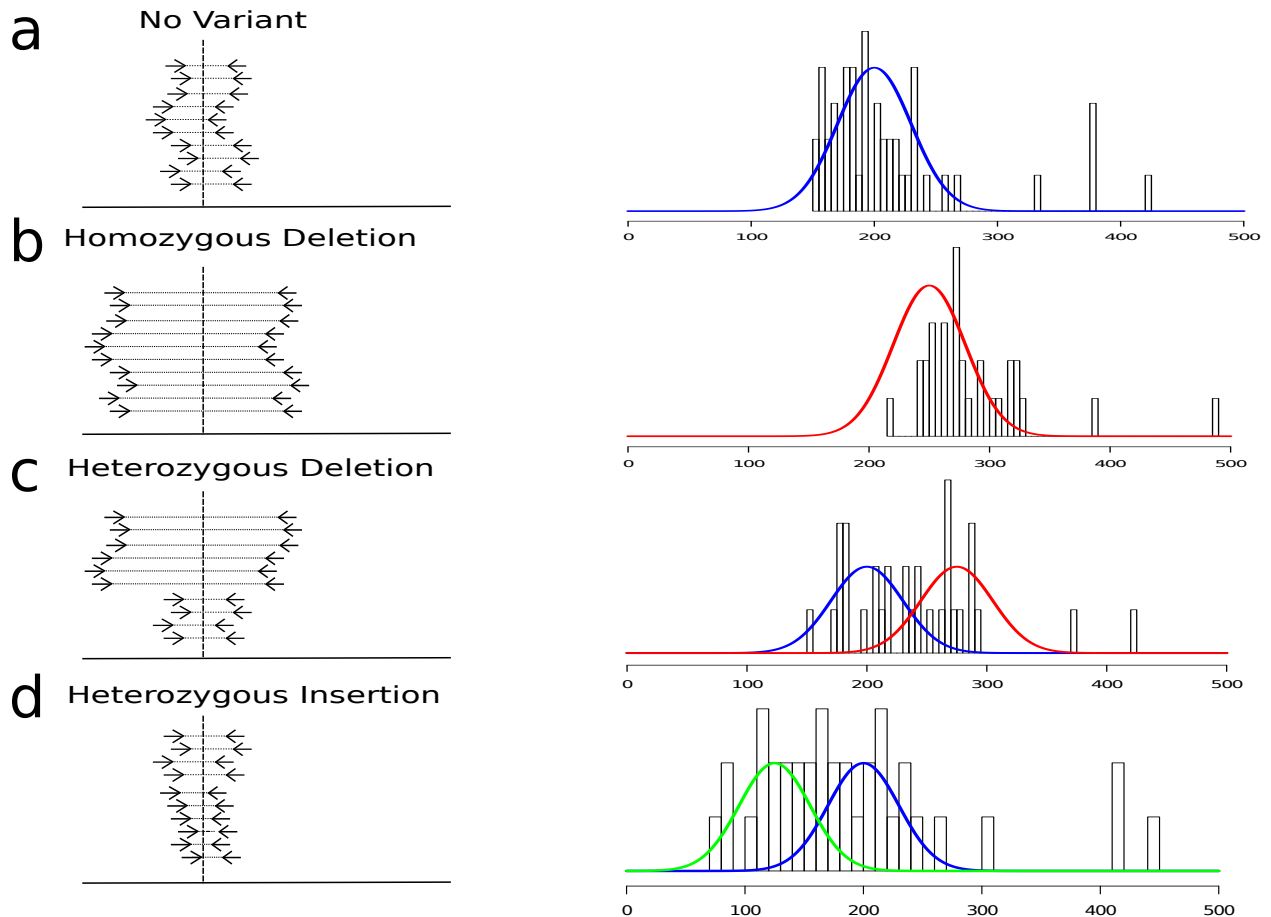 a
No Variant
0 100 200 300 400 500
b
Homozygous Deletion
0 100 200 300 400 500
c
Heterozygous Deletion
0 100 200 300 400 500
d
Heterozygous Insertion
0 100 200 300 400 500